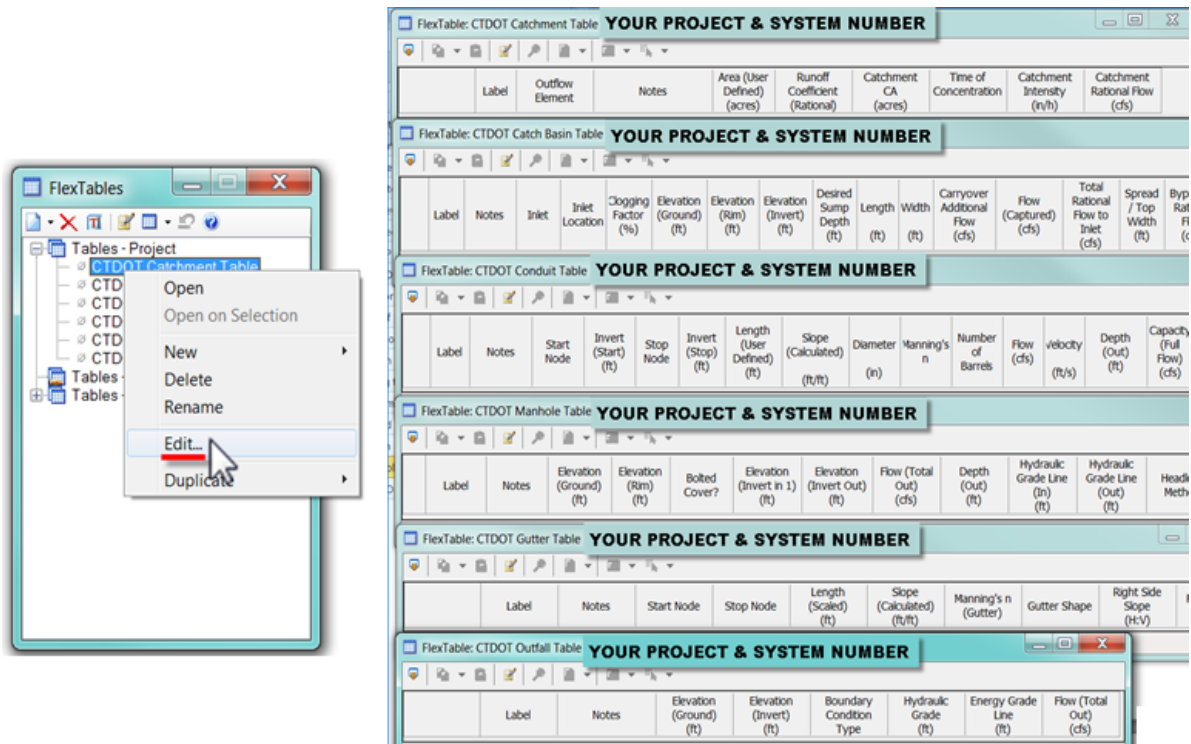 FlexTables
Tables - Project
CTDOT Catchment Table
CTD
CTD
CTD
CTD
CTD
Tables -
Tables -
Open
Open on Selection
New
Delete
Rename
Edit...
Duplicate
FlexTable: CTDOT Catchment Table YOUR PROJECT & SYSTEM NUMBER
Label
Outflow
Element
Notes
Area (User
Defined)
(acres)
Runoff
Coefficient
(Rational)
Catchment
CA
(acres)
Time of
Concentration
Catchment
Intensity
(in/h)
Catchment
Rational Flow
(cfs)
FlexTable: CTDOT Catch Basin Table YOUR PROJECT & SYSTEM NUMBER
Label
Notes
Inlet
Inlet
Location
Clogging
Factor
(%)
Elevation
(Ground)
(ft)
Elevation
(Rim)
(ft)
Elevation
(Invert)
(ft)
Desired
Sump
Depth
(ft)
Length
(ft)
Width
(ft)
Carryover
Additional
Flow
(cfs)
Flow
(Captured)
(cfs)
Total
Rational
Flow to
Inlet
(cfs)
Spread
/ Top
Width
(ft)
Byp
Rat
Fl
(c
FlexTable: CTDOT Conduit Table YOUR PROJECT & SYSTEM NUMBER
Label
Notes
Start
Node
Invert
(Start)
(ft)
Stop
Node
Invert
(Stop)
(ft)
Length
(User
Defined)
(ft)
Slope
(Calculated)
(ft/ft)
Diameter
(in)
Manning's
n
Number
of
Barrels
Flow
(cfs)
Velocity
(ft/s)
Depth
(Out)
(ft)
Capacity
(Full
Flow)
(cfs)
FlexTable: CTDOT Manhole Table YOUR PROJECT & SYSTEM NUMBER
Label
Notes
Elevation
(Ground)
(ft)
Elevation
(Rim)
(ft)
Bolted
Cover?
Elevation
(Invert in 1)
(ft)
Elevation
(Invert Out)
(ft)
Flow (Total
Out)
(cfs)
Depth
(Out)
(ft)
Hydraulic
Grade Line
(In)
(ft)
Hydraulic
Grade Line
(Out)
(ft)
Headl
Meth
FlexTable: CTDOT Gutter Table YOUR PROJECT & SYSTEM NUMBER
Label
Notes
Start Node
Stop Node
Length
(Scaled)
(ft)
Slope
(Calculated)
(ft/ft)
Manning's n
(Gutter)
Gutter Shape
Right Side
Slope
(H:V)
FlexTable: CTDOT Outfall Table YOUR PROJECT & SYSTEM NUMBER
Label
Notes
Elevation
(Ground)
(ft)
Elevation
(Invert)
(ft)
Boundary
Condition
Type
Hydraulic
Grade
(ft)
Energy Grade
Line
(ft)
Flow (Total
Out)
(cfs)